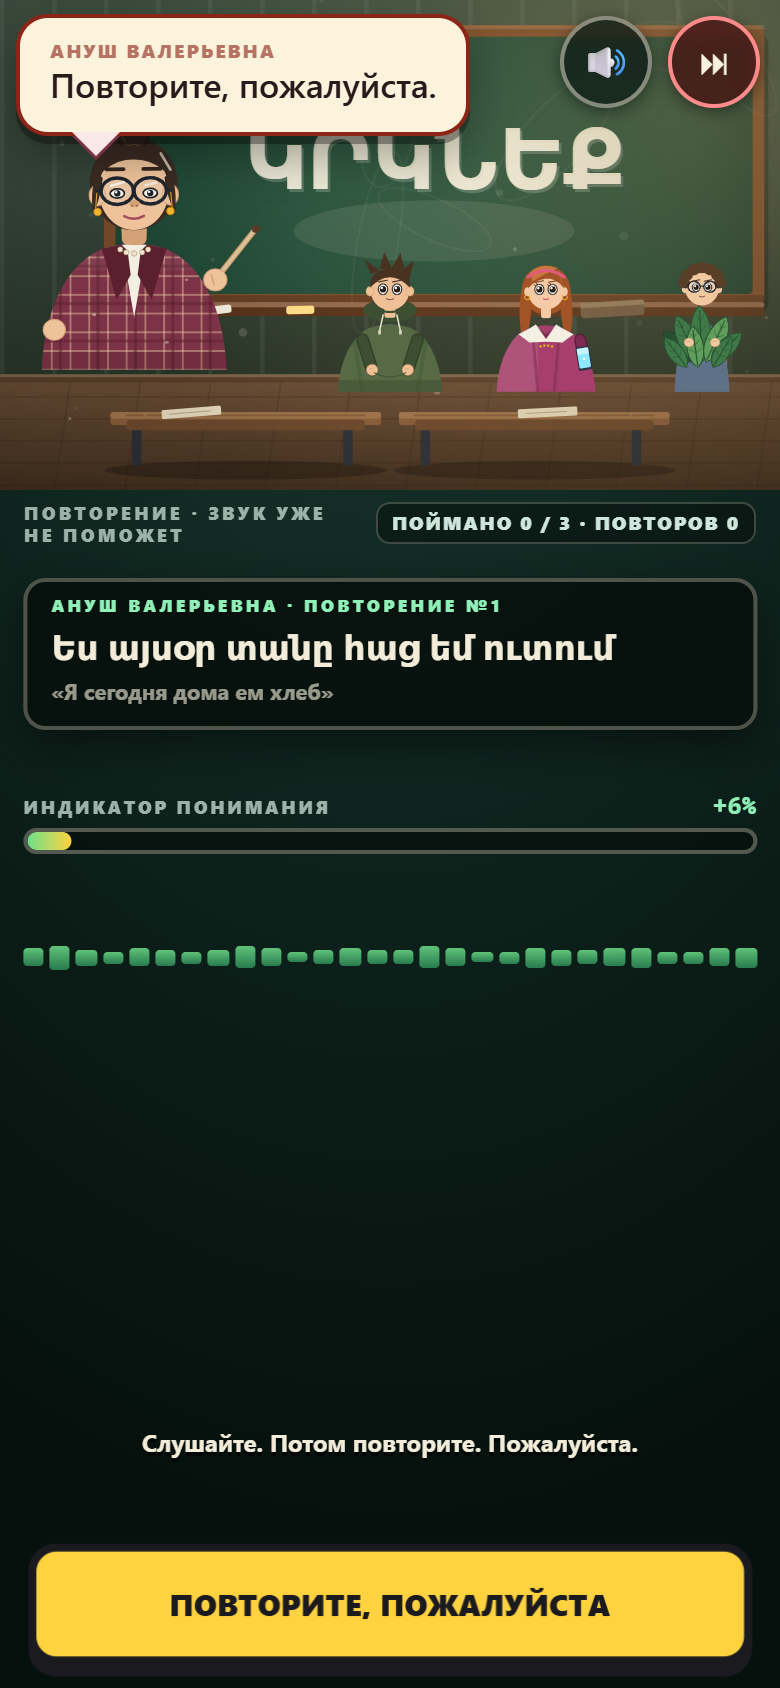 АНУШ ВАЛЕРЬЕВНА
Повторите, пожалуйста.
ԿՐԿՆԵՔ
ПОВТОРЕНИЕ · ЗВУК УЖЕ
НЕ ПОМОЖЕТ
ПОЙМАНО 0 / 3 · ПОВТОРОВ 0
АНУШ ВАЛЕРЬЕВНА · ПОВТОРЕНИЕ №1
Ես այսօր տանը հաց եմ ուտում
«Я сегодня дома ем хлеб»
ИНДИКАТОР ПОНИМАНИЯ
+6%
Слушайте. Потом повторите. Пожалуйста.
ПОВТОРИТЕ, ПОЖАЛУЙСТА